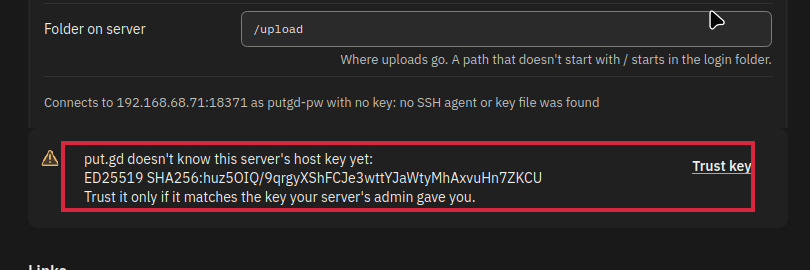 Folder on server
/upload
Where uploads go. A path that doesn't start with / starts in the login folder.
Connects to 192.168.68.71:18371 as putgd-pw with no key: no SSH agent or key file was found
put.gd doesn't know this server's host key yet:
ED25519 SHA256:huz5OIQ/9qrgyXShFCJe3wttYJaWtyMhAxvuHn7ZKCU
Trust it only if it matches the key your server's admin gave you.
Trust key
Links